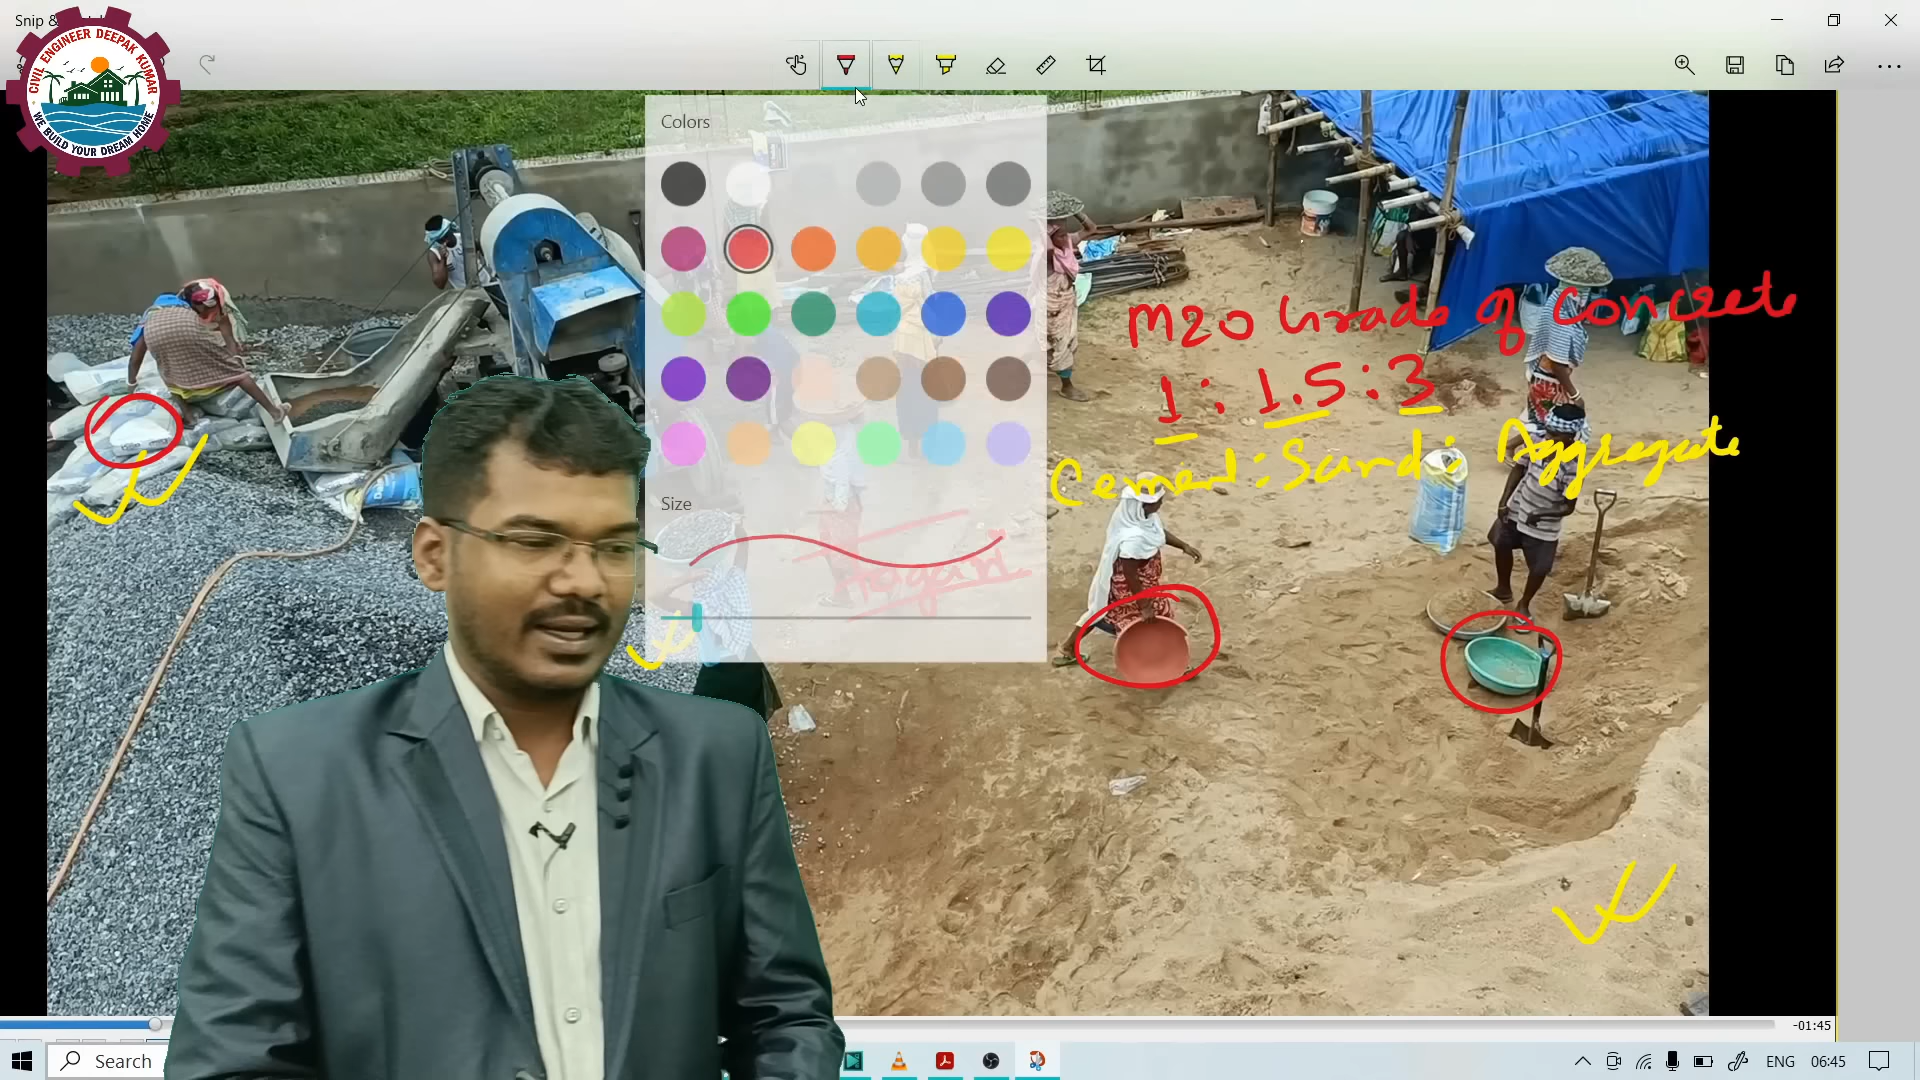 Snip &
CIVIL ENGINEER DEEPAK KUMAR
WE BUILD YOUR DREAM HOME
Colors
M20 Grade of Concrete
1 : 1.5 : 3
Cement : Sand : Aggregate
Size
Tagari
-01:45
Search
ENG
06:45